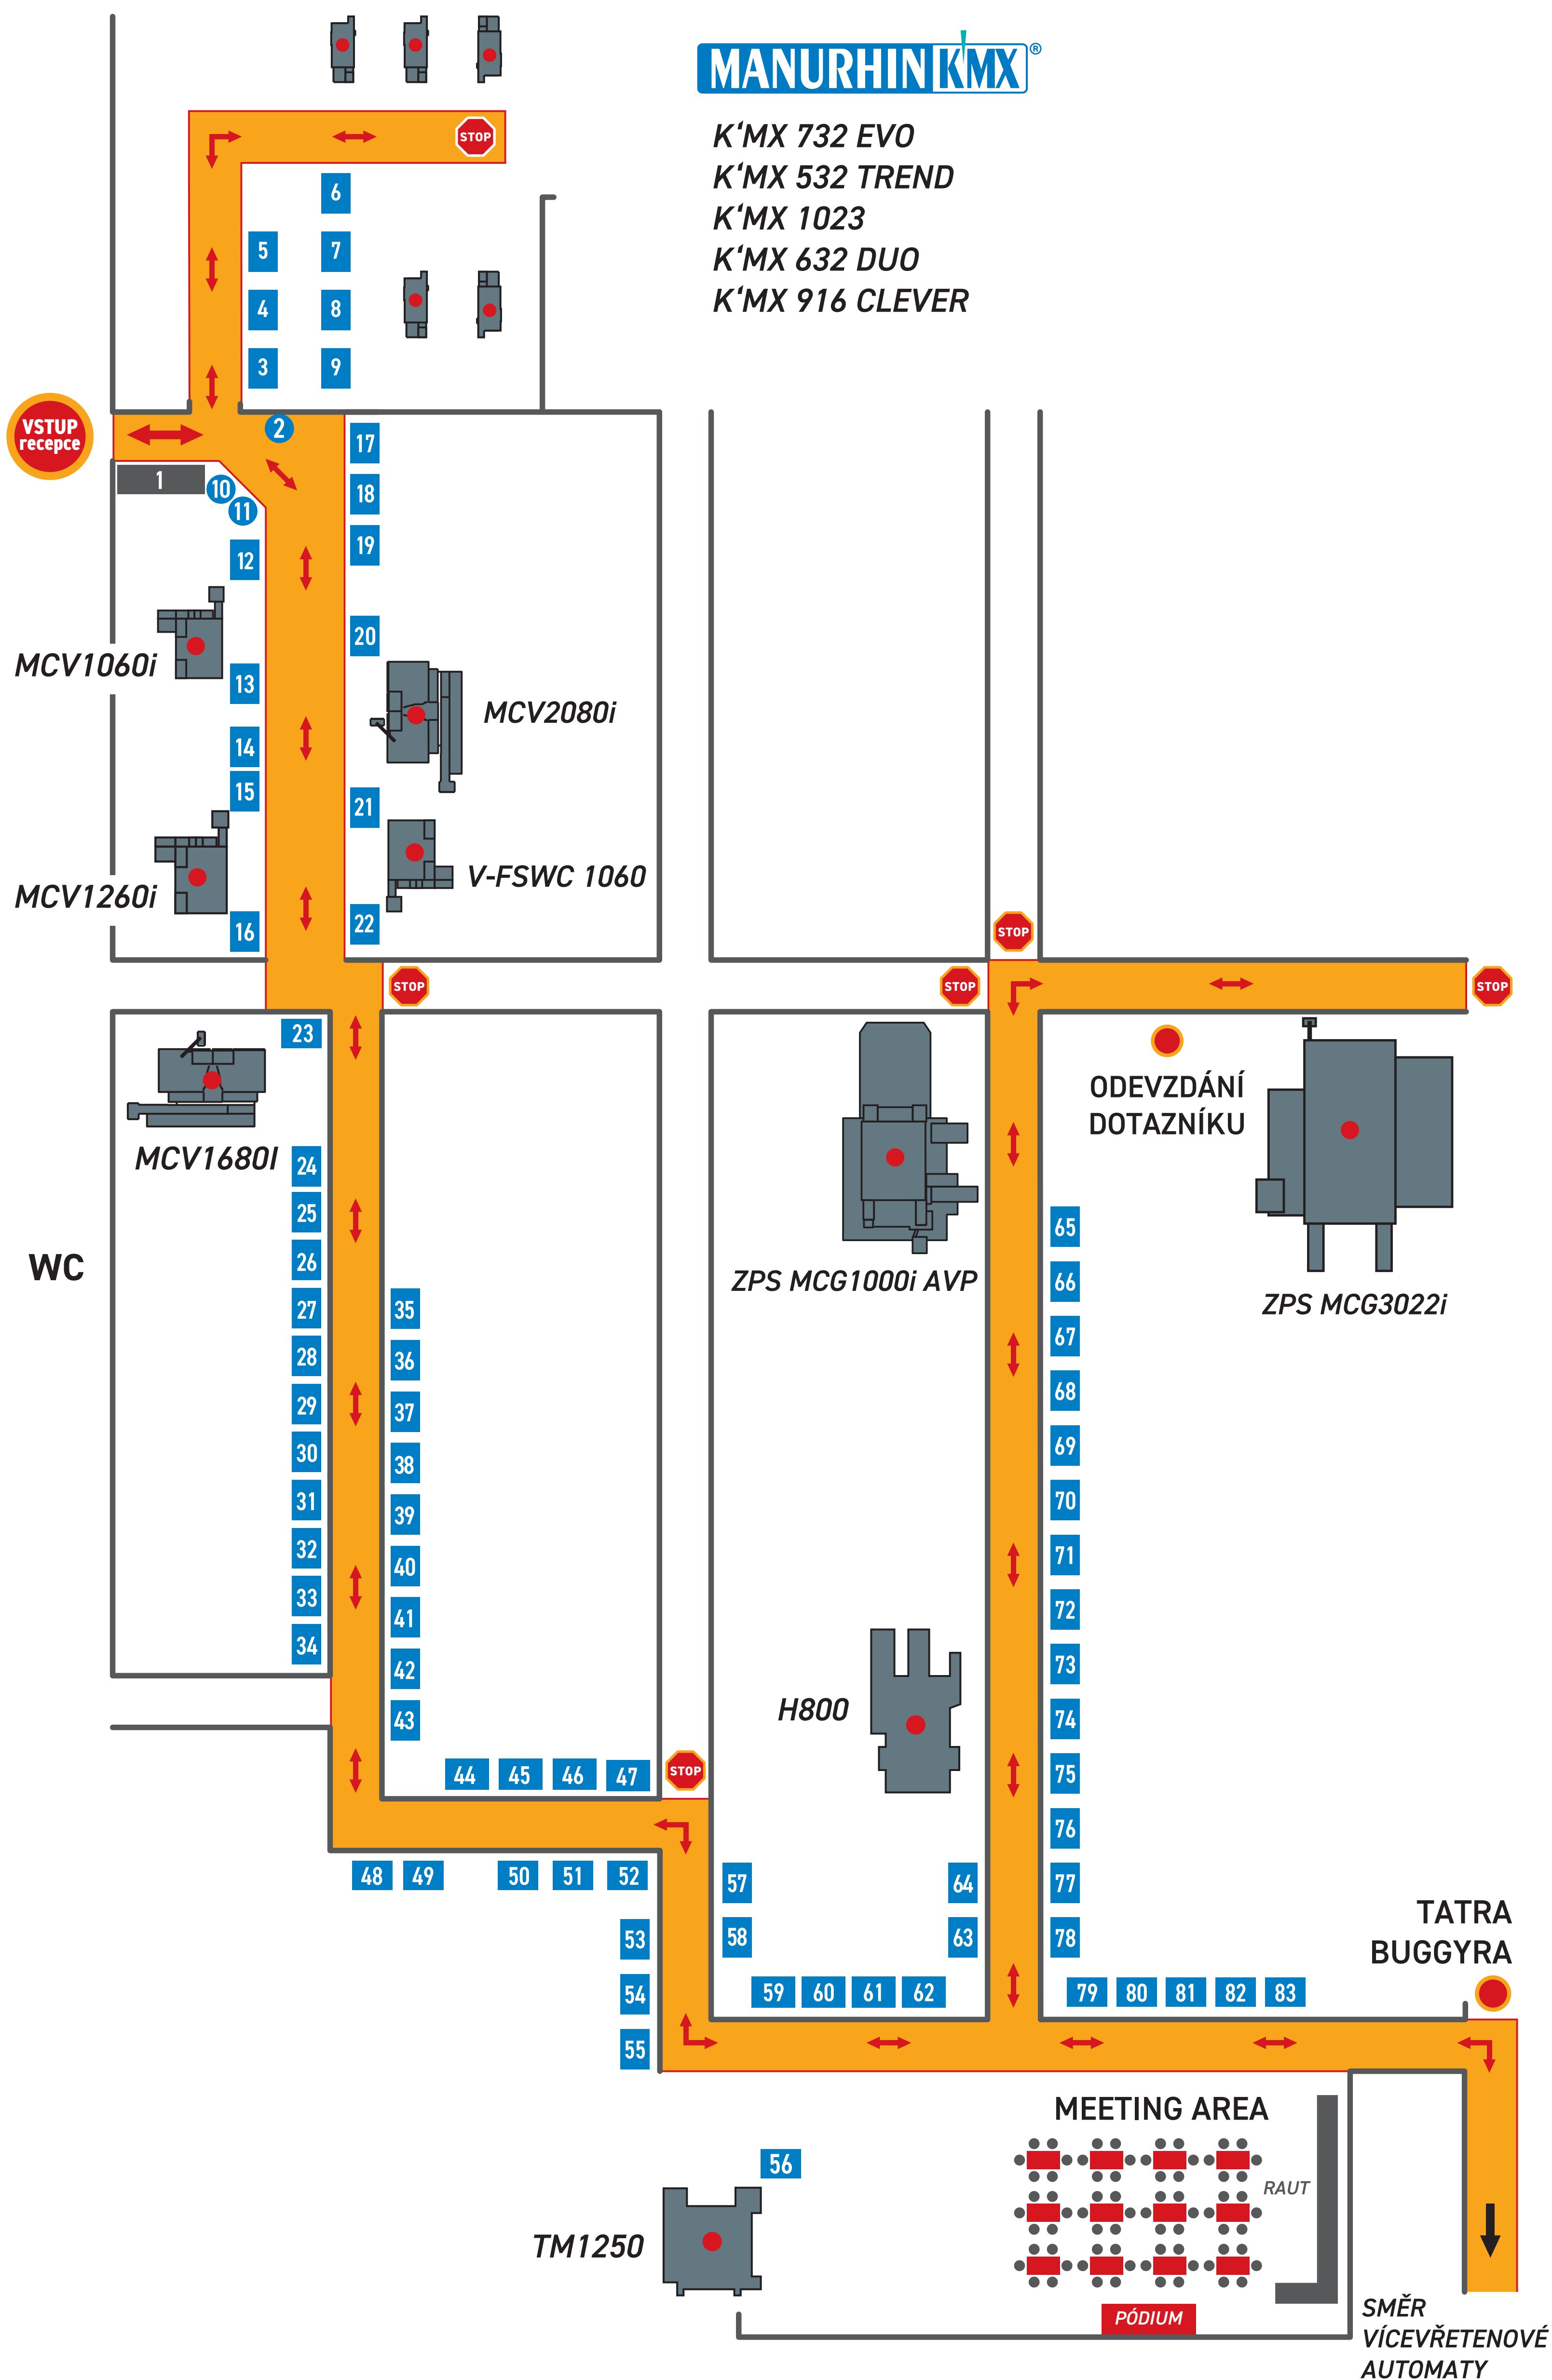 MANURHIN K'MX®
K‘MX 732 EVO
K‘MX 532 TREND
K‘MX 1023
K‘MX 632 DUO
K‘MX 916 CLEVER
STOP
6
5
7
4
8
3
9
VSTUP
recepce
2
17
1
10
18
11
19
12
20
MCV1060i
13
MCV2080i
14
15
21
MCV1260i
V-FSWC 1060
16
22
STOP
STOP
STOP
STOP
23
ODEVZDÁNÍ
DOTAZNÍKU
MCV1680I
24
25
65
WC
26
ZPS MCG1000i AVP
66
ZPS MCG3022i
27
35
67
28
36
68
29
37
69
30
38
70
31
39
71
32
40
72
33
41
73
34
42
H800
74
43
75
44
45
46
47
STOP
76
48
49
50
51
52
57
64
77
TATRA
BUGGYRA
53
58
63
78
54
59
60
61
62
79
80
81
82
83
55
MEETING AREA
56
RAUT
TM1250
PÓDIUM
SMĚR
VÍCEVŘETENOVÉ
AUTOMATY